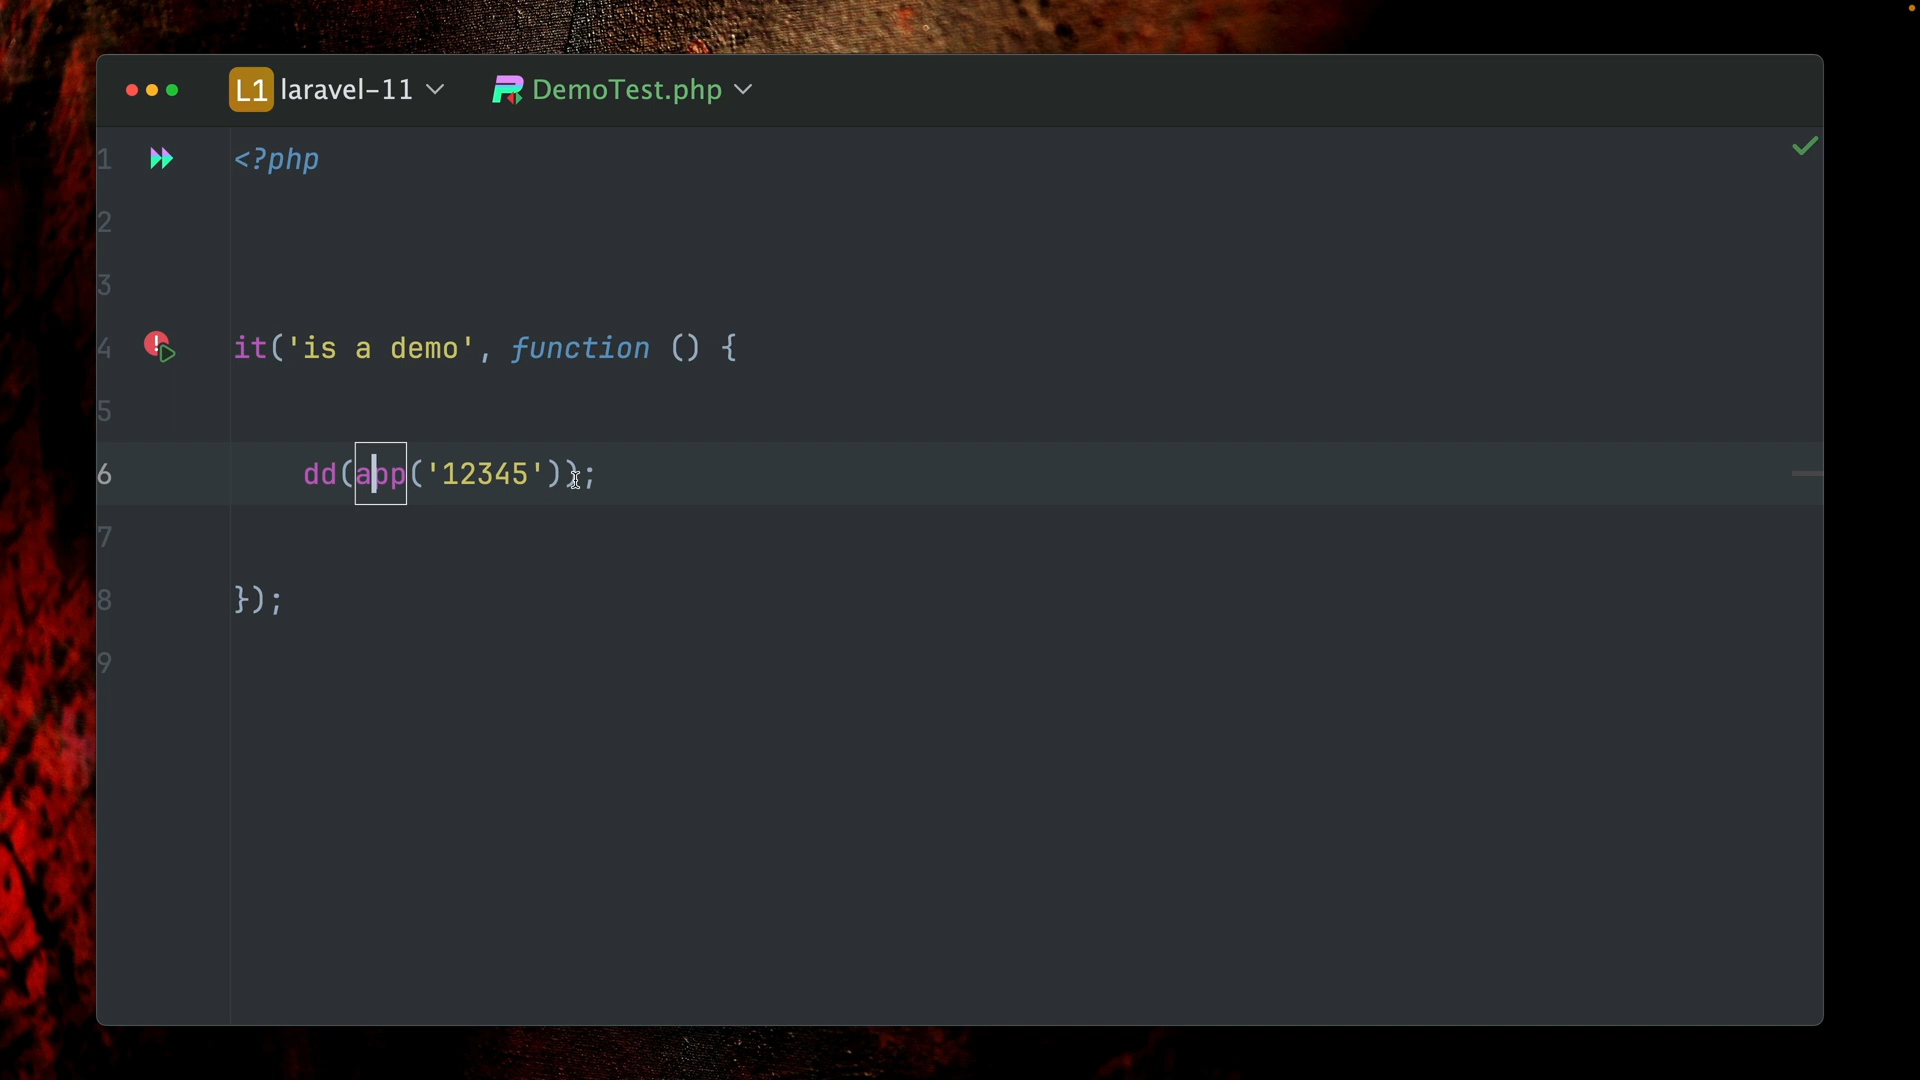 L1 laravel-11 DemoTest.php
1 <?php
2
3
4 it('is a demo', function () {
5
6 dd(app('12345'));
7
8 });
9